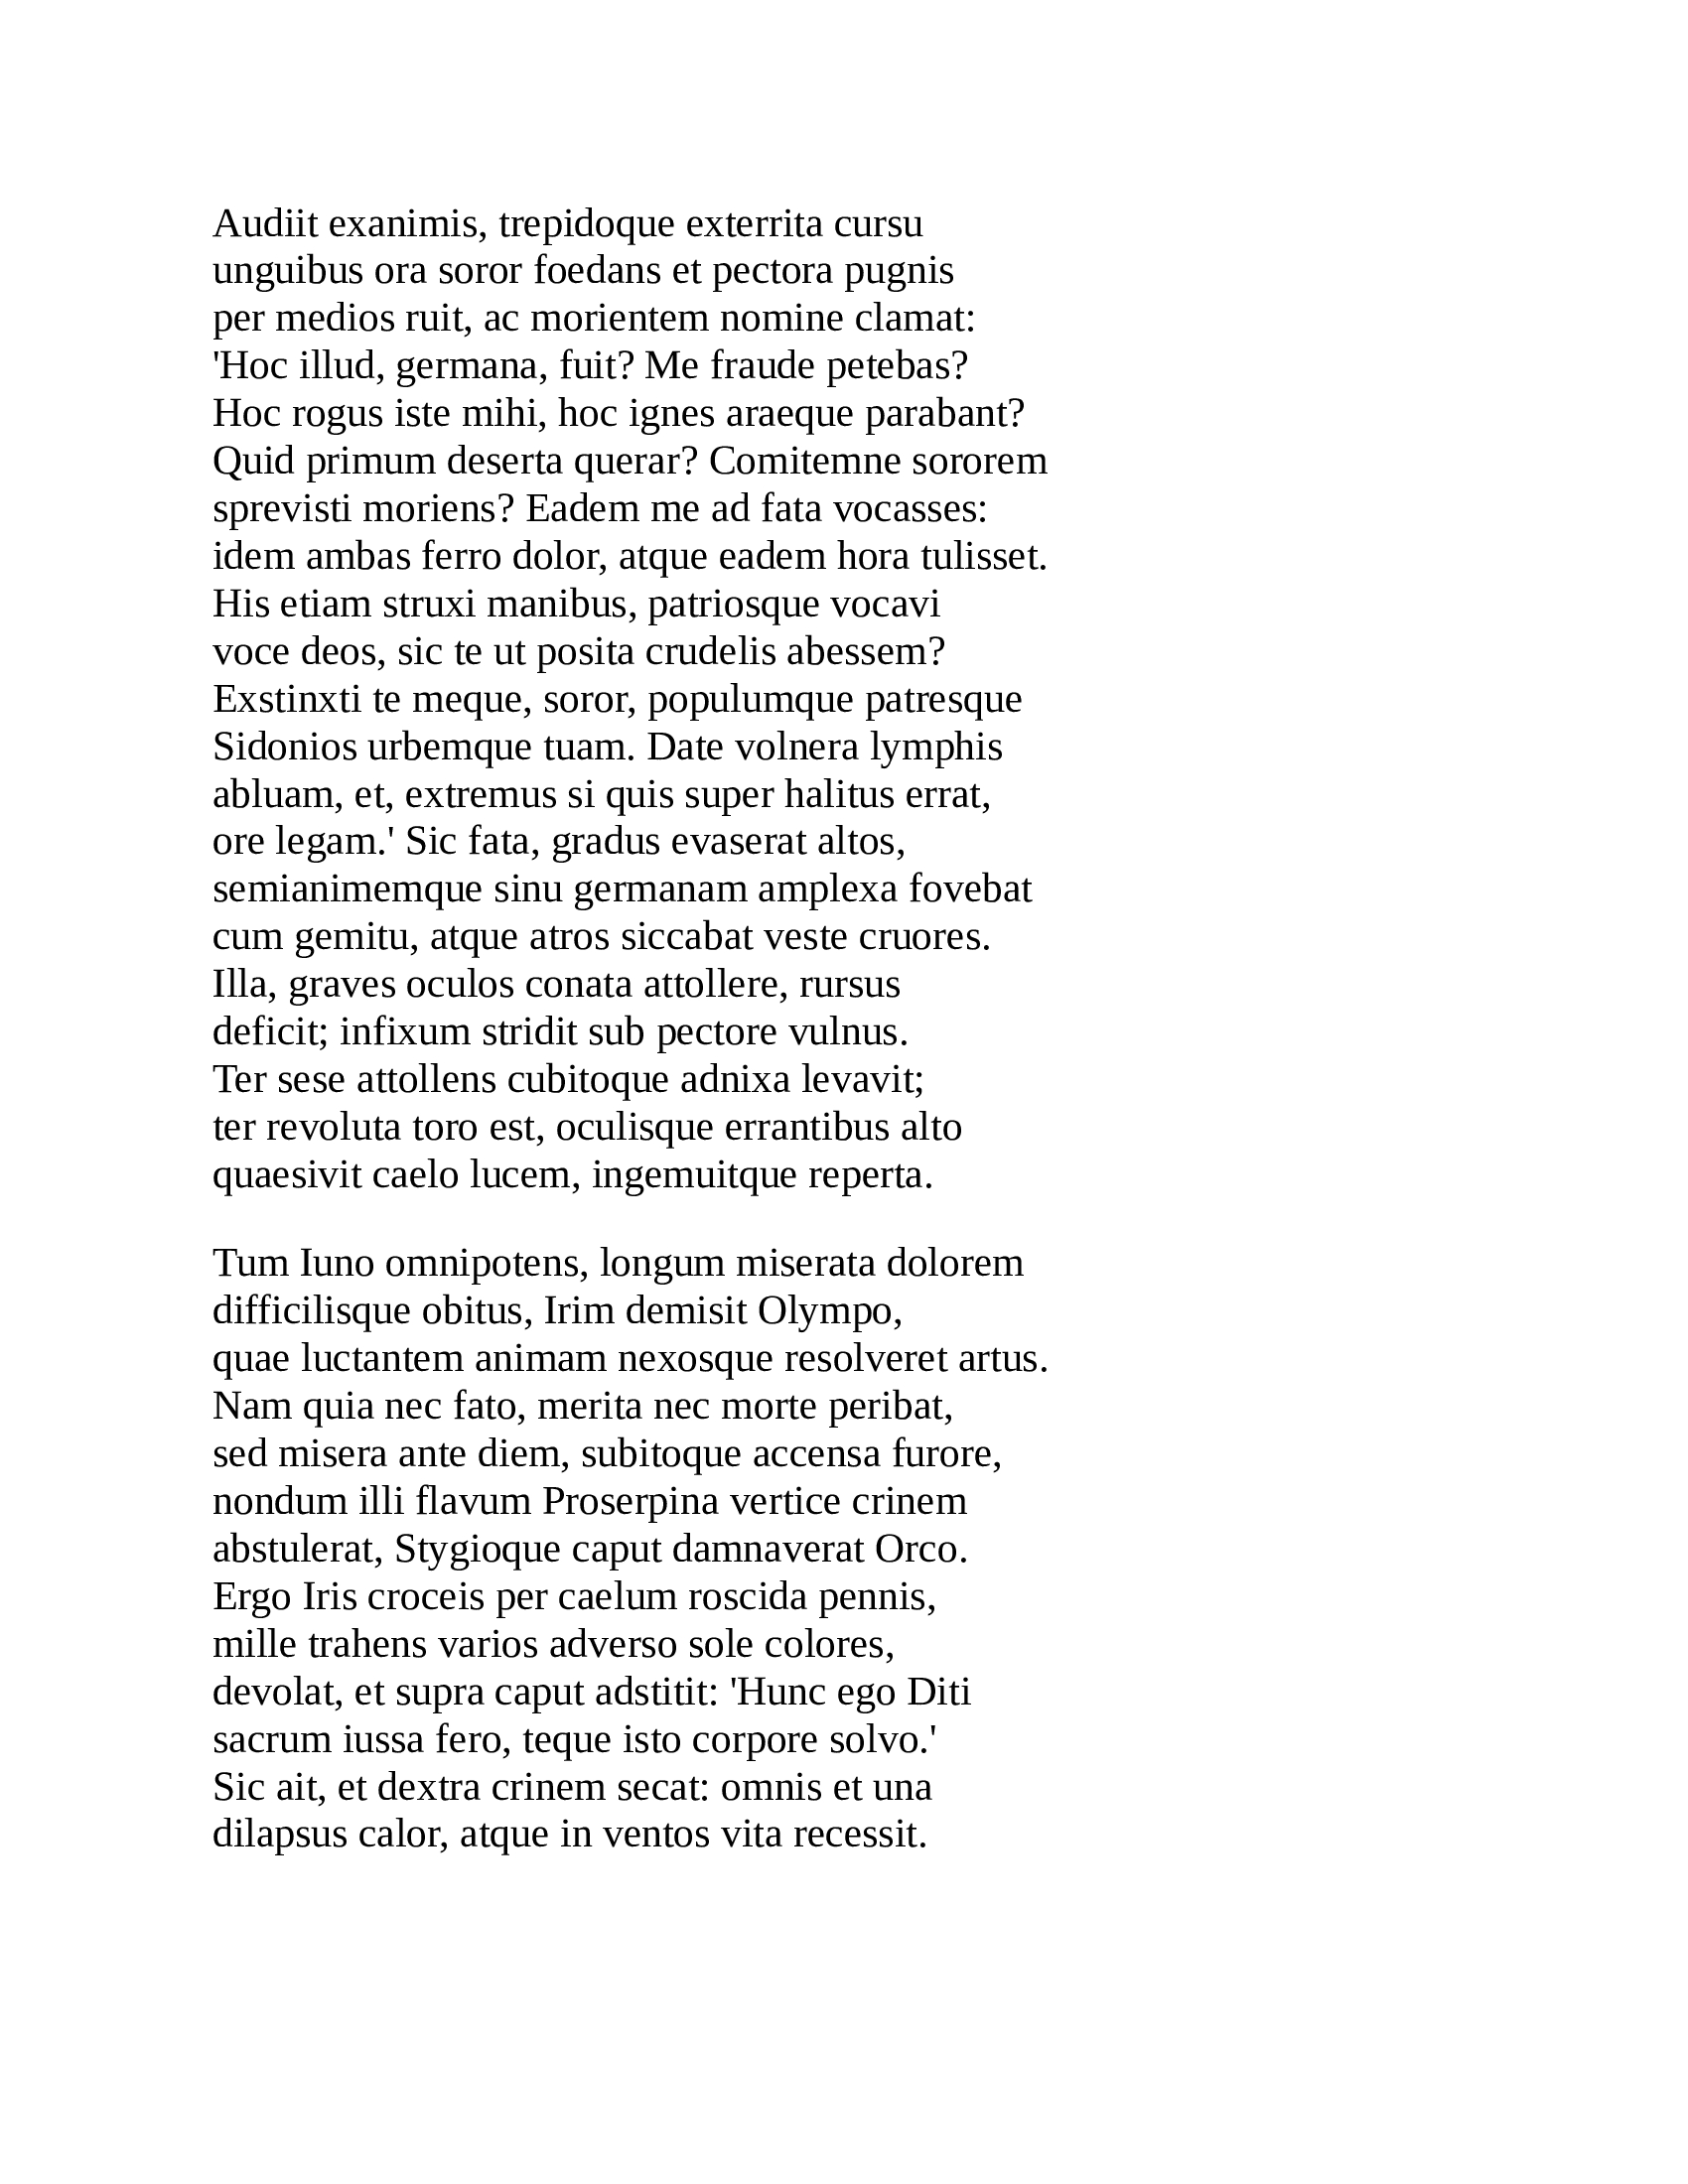 Audiit exanimis, trepidoque exterrita cursu
unguibus ora soror foedans et pectora pugnis
per medios ruit, ac morientem nomine clamat:
'Hoc illud, germana, fuit? Me fraude petebas?
Hoc rogus iste mihi, hoc ignes araeque parabant?
Quid primum deserta querar? Comitemne sororem
sprevisti moriens? Eadem me ad fata vocasses:
idem ambas ferro dolor, atque eadem hora tulisset.
His etiam struxi manibus, patriosque vocavi
voce deos, sic te ut posita crudelis abessem?
Exstinxti te meque, soror, populumque patresque
Sidonios urbemque tuam. Date volnera lymphis
abluam, et, extremus si quis super halitus errat,
ore legam.' Sic fata, gradus evaserat altos,
semianimemque sinu germanam amplexa fovebat
cum gemitu, atque atros siccabat veste cruores.
Illa, graves oculos conata attollere, rursus
deficit; infixum stridit sub pectore vulnus.
Ter sese attollens cubitoque adnixa levavit;
ter revoluta toro est, oculisque errantibus alto
quaesivit caelo lucem, ingemuitque reperta.

Tum Iuno omnipotens, longum miserata dolorem
difficilisque obitus, Irim demisit Olympo,
quae luctantem animam nexosque resolveret artus.
Nam quia nec fato, merita nec morte peribat,
sed misera ante diem, subitoque accensa furore,
nondum illi flavum Proserpina vertice crinem
abstulerat, Stygioque caput damnaverat Orco.
Ergo Iris croceis per caelum roscida pennis,
mille trahens varios adverso sole colores,
devolat, et supra caput adstitit: 'Hunc ego Diti
sacrum iussa fero, teque isto corpore solvo.'
Sic ait, et dextra crinem secat: omnis et una
dilapsus calor, atque in ventos vita recessit.